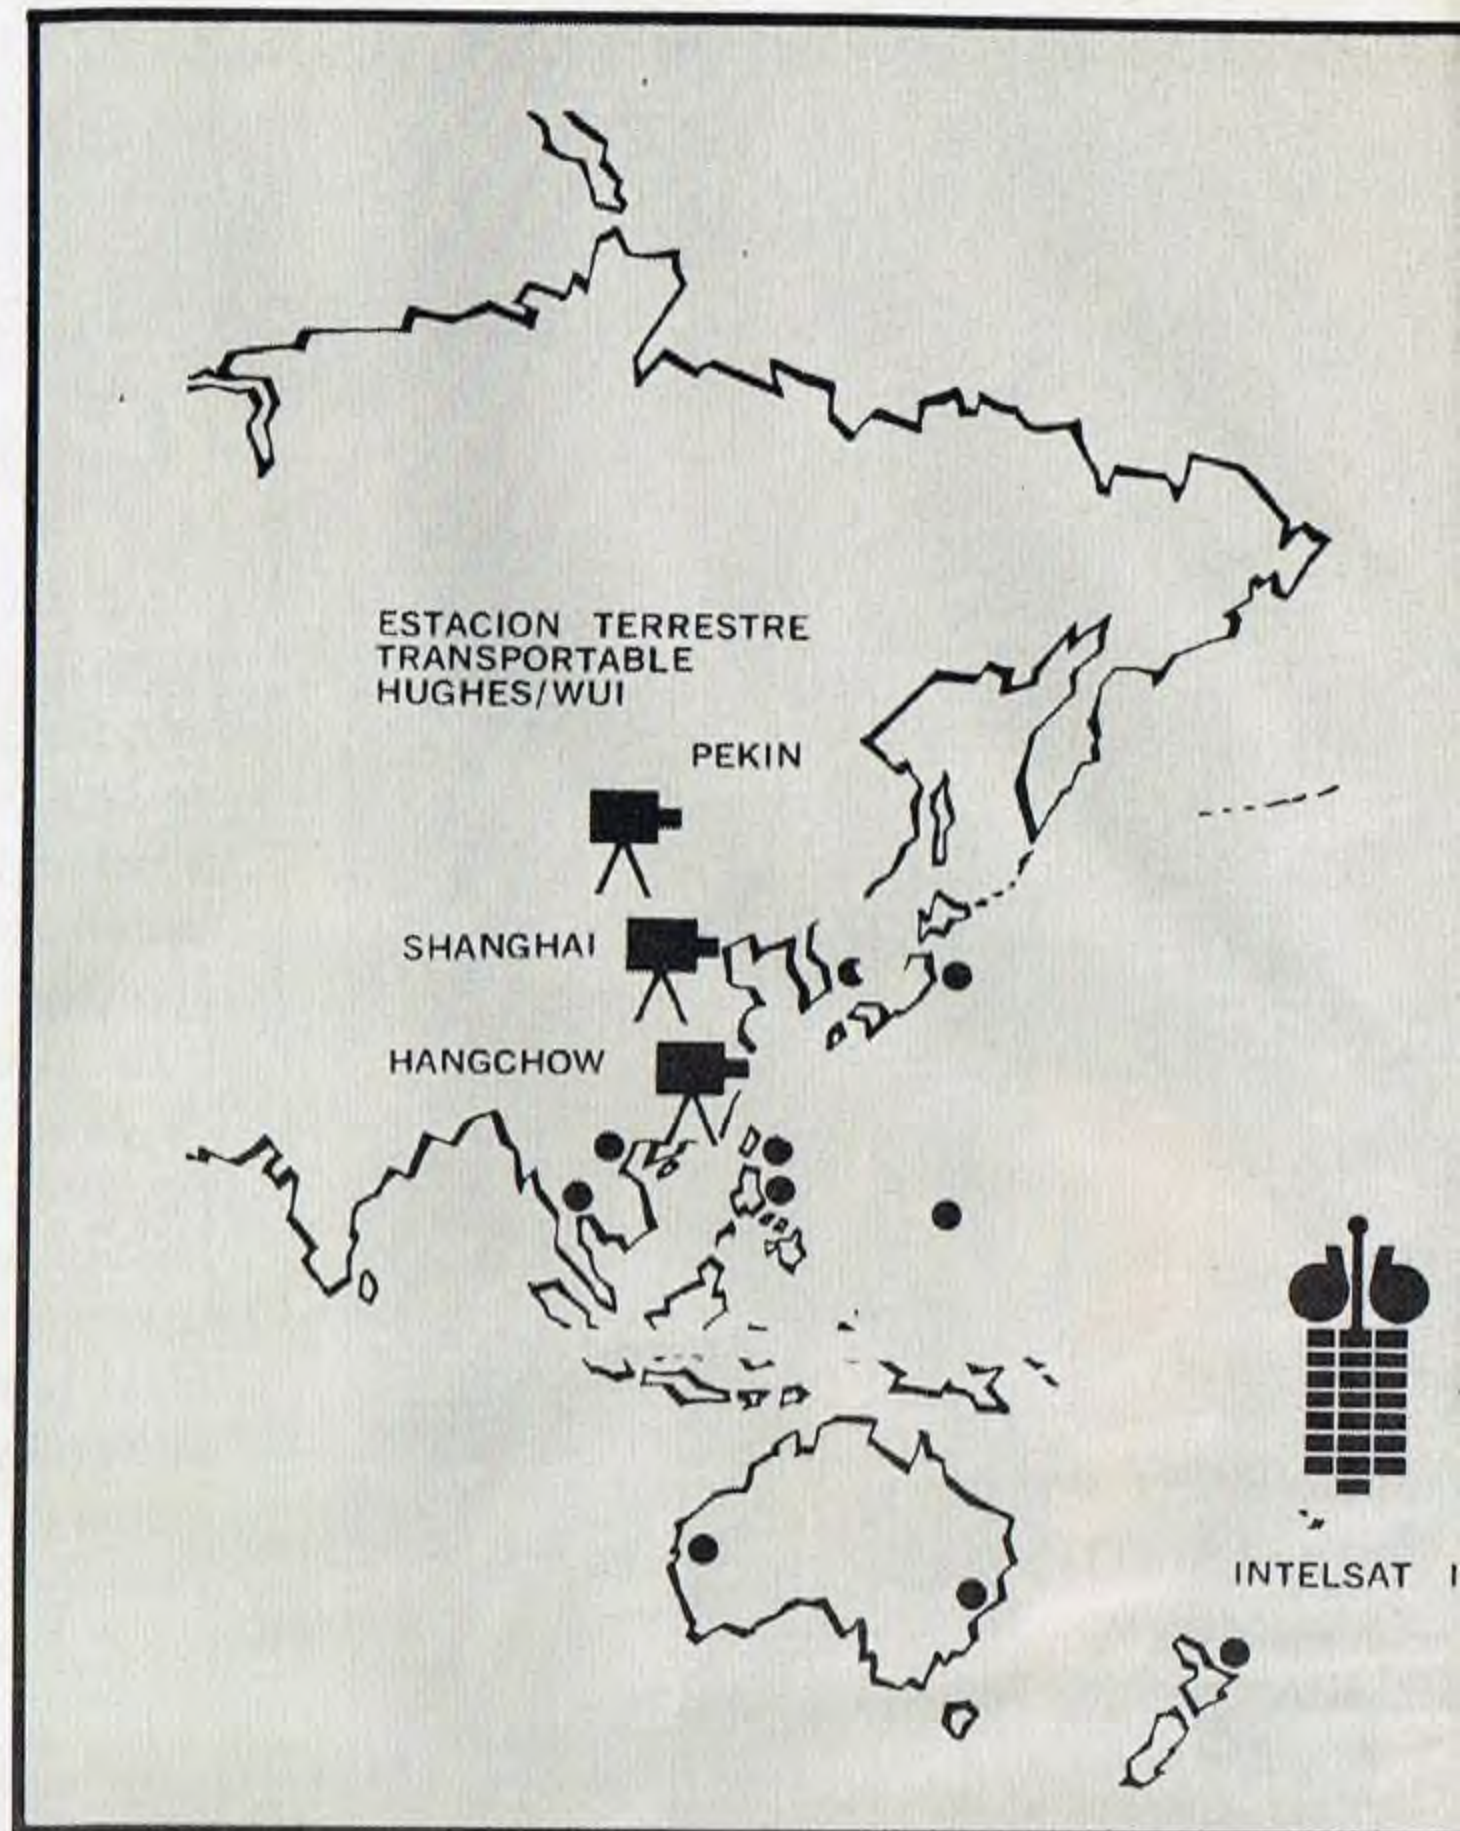 ESTACION TERRESTRE
TRANSPORTABLE
HUGHES/WUI
PEKIN
SHANGHAI
HANGCHOW
INTELSAT I